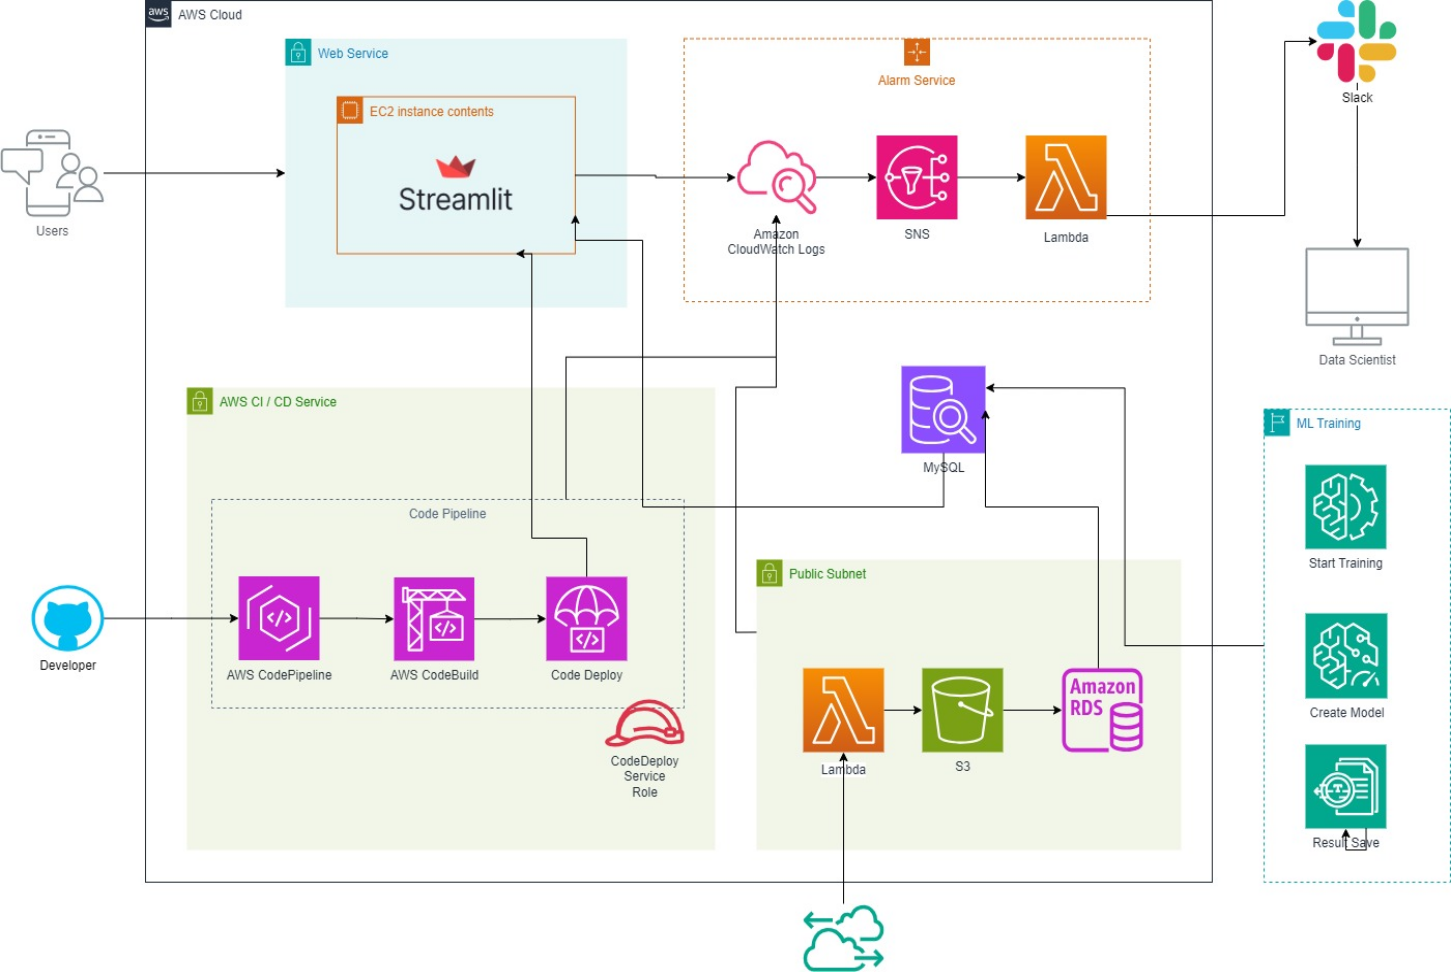 aws
AWS Cloud
Web Service
EC2 instance contents
Streamlit
Users
Alarm Service
Amazon
CloudWatch Logs
SNS
Lambda
Slack
Data Scientist
AWS CI / CD Service
Code Pipeline
AWS CodePipeline
AWS CodeBuild
Code Deploy
CodeDeploy
Service
Role
Developer
MySQL
Public Subnet
Lambda
S3
Amazon
RDS
ML Training
Start Training
Create Model
Result Save